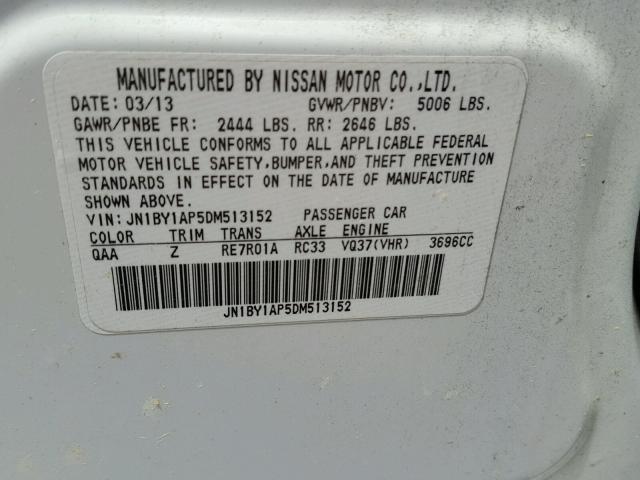 MANUFACTURED BY NISSAN MOTOR CO.,LTD.
DATE: 03/13 GVWR/PNBV: 5006 LBS.
GAWR/PNBE FR: 2444 LBS. RR: 2646 LBS.
THIS VEHICLE CONFORMS TO ALL APPLICABLE FEDERAL
MOTOR VEHICLE SAFETY,BUMPER,AND THEFT PREVENTION
STANDARDS IN EFFECT ON THE DATE OF MANUFACTURE
SHOWN ABOVE.
VIN: JN1BY1AP5DM513152 PASSENGER CAR
COLOR TRIM TRANS AXLE ENGINE
QAA Z RE7R01A RC33 VQ37(VHR) 3696CC
JN1BY1AP5DM513152